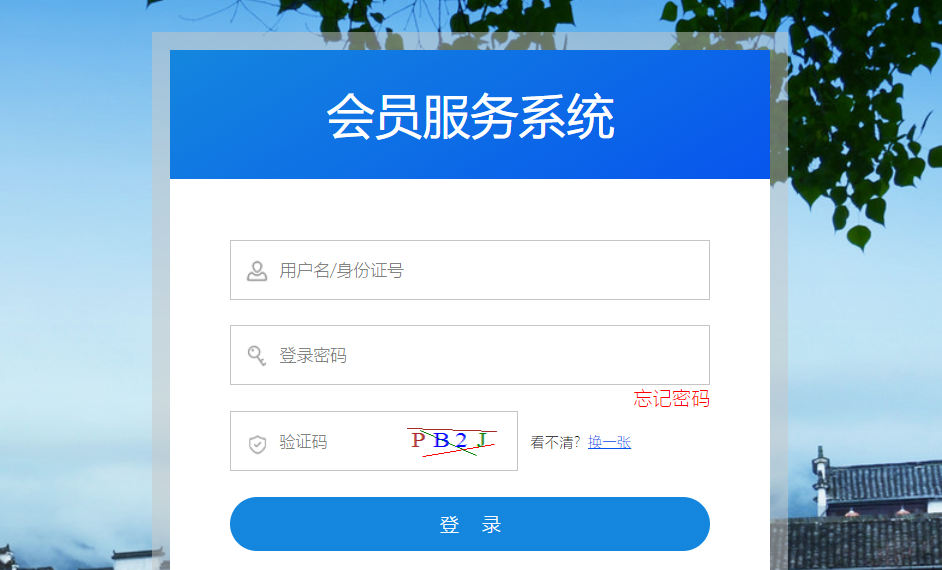 会员服务系统
用户名/身份证号
登录密码
忘记密码
验证码 PB2J 看不清？换一张
登 录